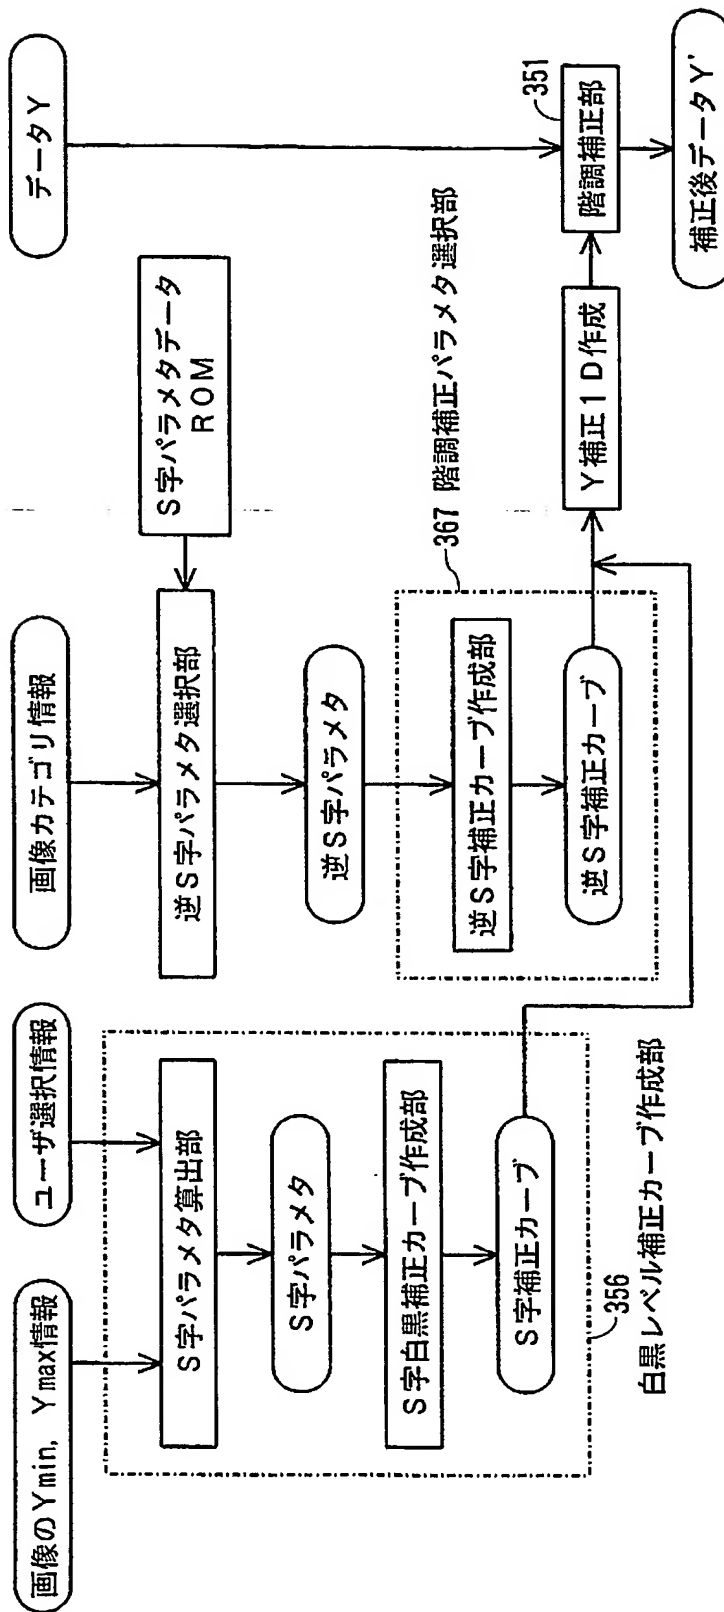 画像のYmin, Ymax情報
ユーザ選択情報
画像カテゴリ情報
データY
S字パラメタ算出部
逆S字パラメタ選択部
S字パラメタデータ
ROM
S字パラメタ
逆S字パラメタ
367 階調補正パラメタ選択部
S字白黒補正カーブ作成部
逆S字補正カーブ作成部
S字補正カーブ
逆S字補正カーブ
Y補正1D作成
階調補正部
351
356
白黒レベル補正カーブ作成部
補正後データY'